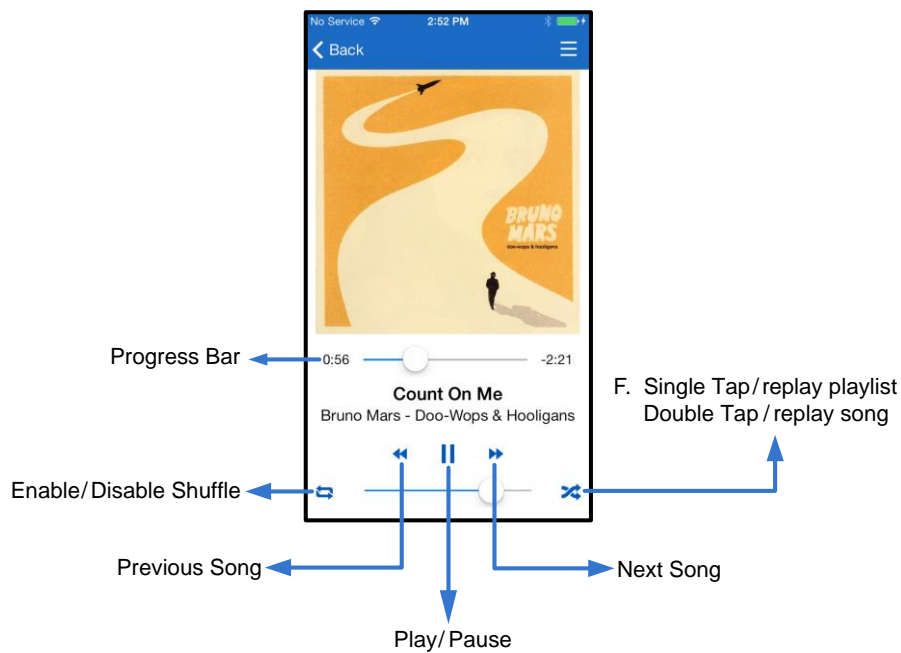 No Service 2:52 PM
Back
BRUNO
MARS
doo-wops & hooligans
Progress Bar
0:56 -2:21
Count On Me
Bruno Mars - Doo-Wops & Hooligans
F. Single Tap/replay playlist
Double Tap/replay song
Enable/Disable Shuffle
Previous Song
Next Song
Play/Pause